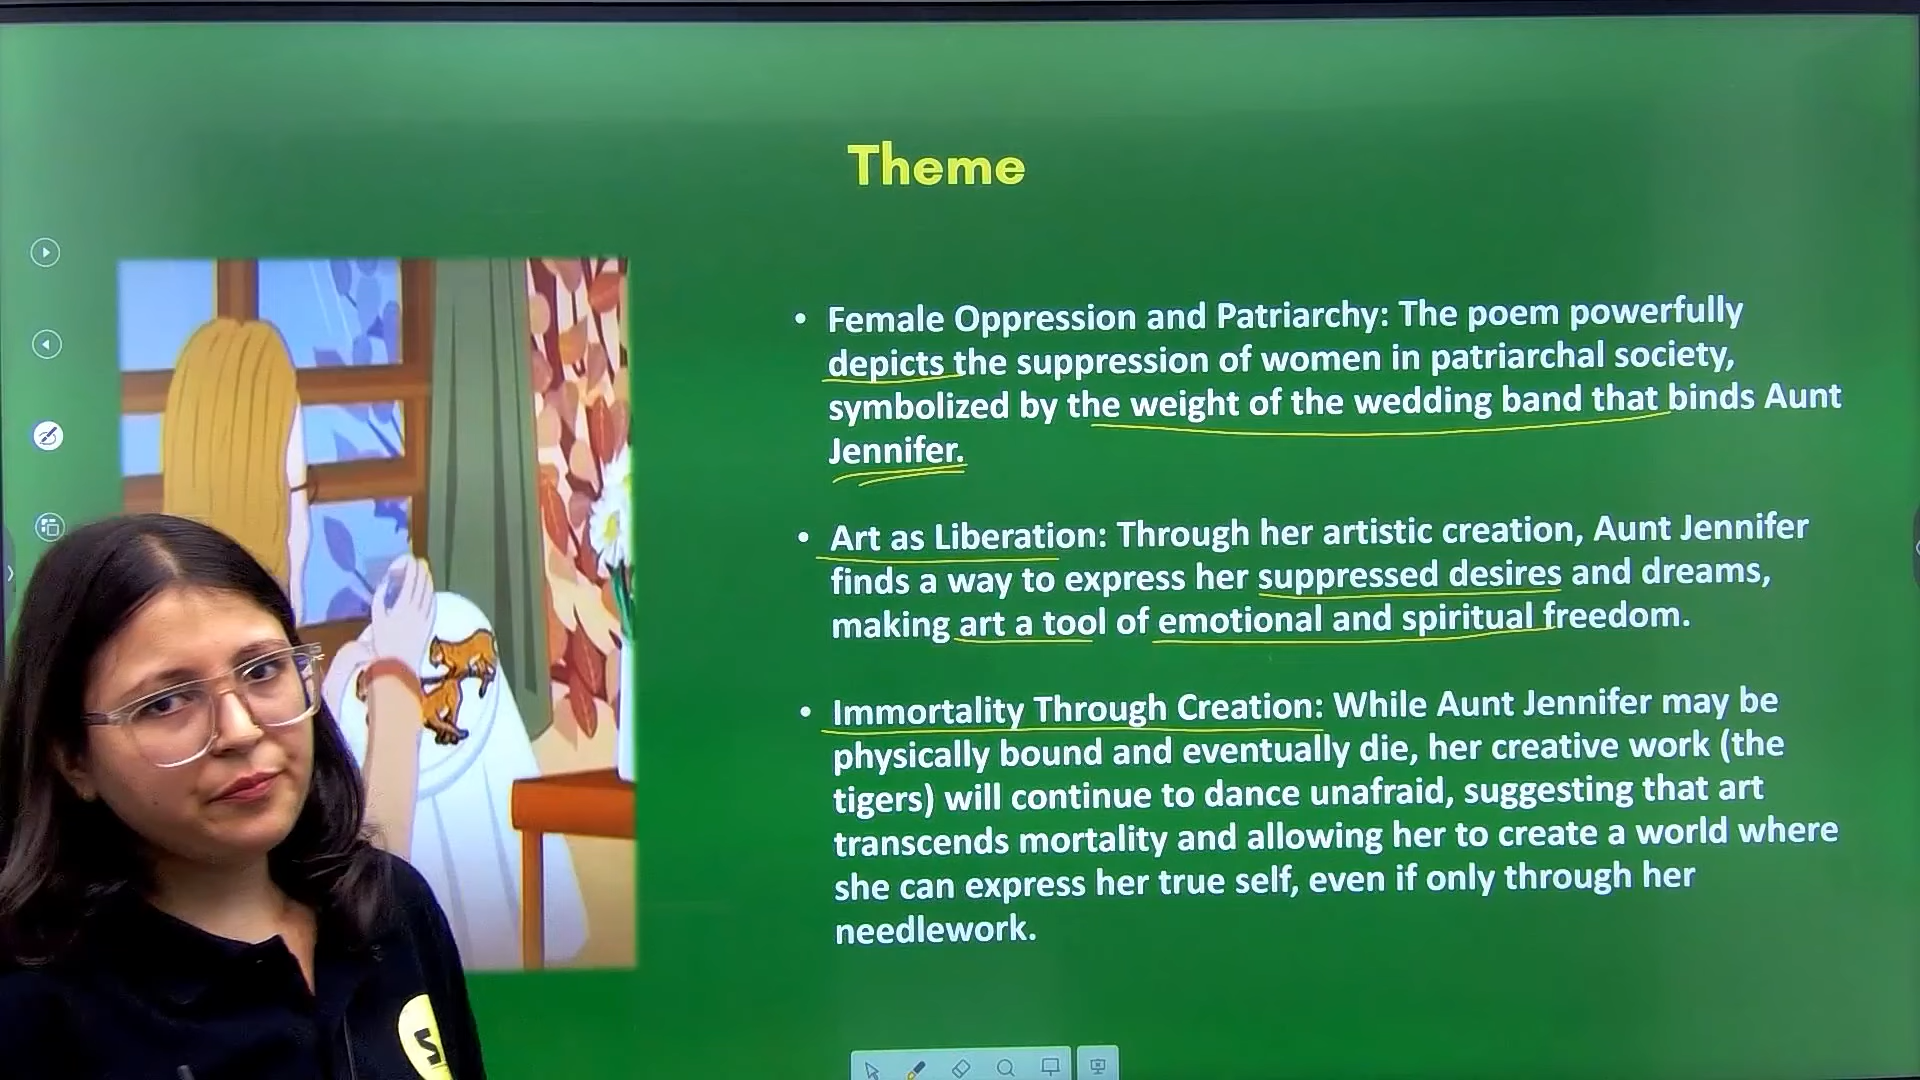 Theme
• Female Oppression and Patriarchy: The poem powerfully
depicts the suppression of women in patriarchal society,
symbolized by the weight of the wedding band that binds Aunt
Jennifer.
• Art as Liberation: Through her artistic creation, Aunt Jennifer
finds a way to express her suppressed desires and dreams,
making art a tool of emotional and spiritual freedom.
• Immortality Through Creation: While Aunt Jennifer may be
physically bound and eventually die, her creative work (the
tigers) will continue to dance unafraid, suggesting that art
transcends mortality and allowing her to create a world where
she can express her true self, even if only through her
needlework.